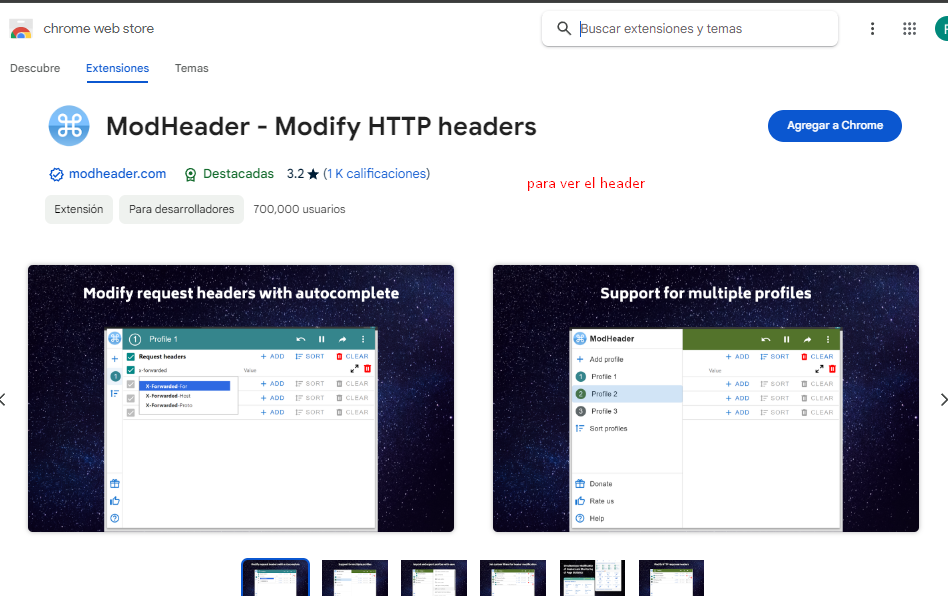 chrome web store
Buscar extensiones y temas
Descubre Extensiones Temas
ModHeader - Modify HTTP headers
Agregar a Chrome
modheader.com Destacadas 3.2 ★ (1 K calificaciones)
para ver el header
Extensión Para desarrolladores 700,000 usuarios
Modify request headers with autocomplete
1 Profile 1
Request headers + ADD SORT CLEAR
x-forwarded Value
1
X-Forwarded-For + ADD SORT CLEAR
X-Forwarded-Host + ADD SORT CLEAR
X-Forwarded-Proto + ADD SORT CLEAR
Support for multiple profiles
ModHeader
Add profile + ADD SORT CLEAR
1 Profile 1 Value
2 Profile 2 + ADD SORT CLEAR
+ ADD SORT CLEAR
3 Profile 3 + ADD SORT CLEAR
Sort profiles
Donate
Rate us
Help